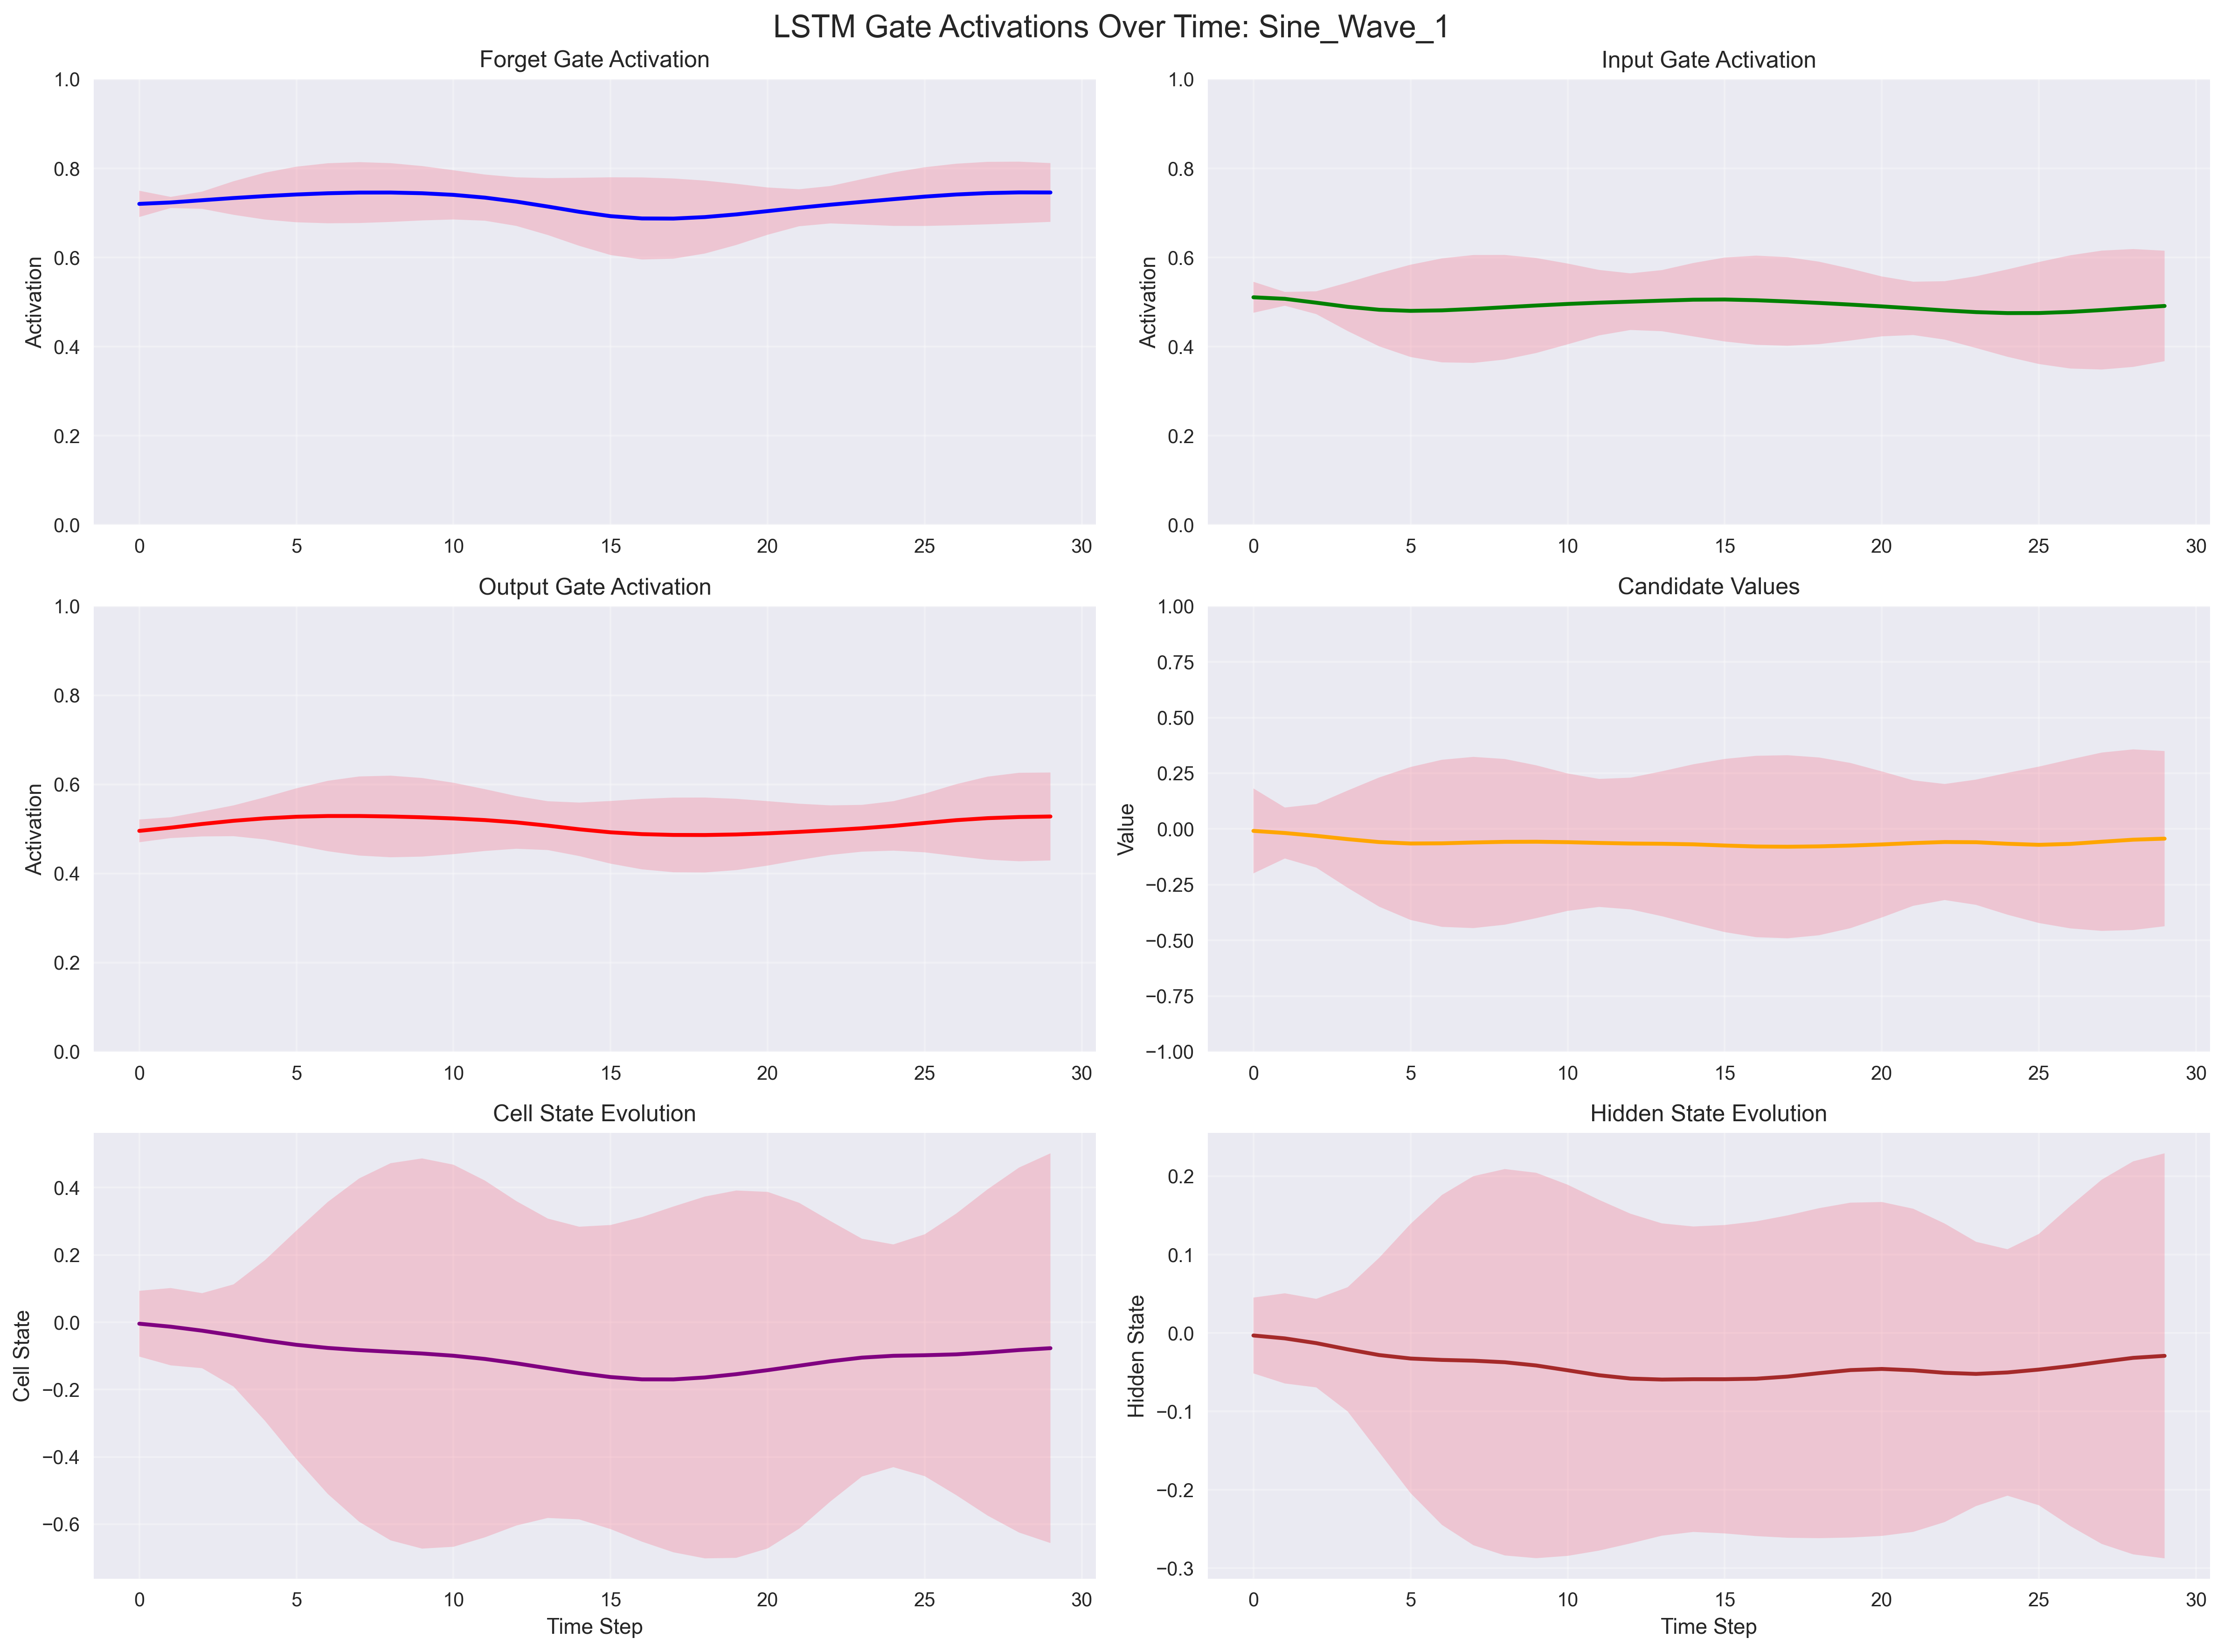 LSTM Gate Activations Over Time: Sine_Wave_1
Forget Gate Activation
Activation
1.0
0.8
0.6
0.4
0.2
0.0
0 5 10 15 20 25 30
Input Gate Activation
Activation
1.0
0.8
0.6
0.4
0.2
0.0
0 5 10 15 20 25 30
Output Gate Activation
Activation
1.0
0.8
0.6
0.4
0.2
0.0
0 5 10 15 20 25 30
Candidate Values
Value
1.00
0.75
0.50
0.25
0.00
−0.25
−0.50
−0.75
−1.00
0 5 10 15 20 25 30
Cell State Evolution
Cell State
0.4
0.2
0.0
−0.2
−0.4
−0.6
0 5 10 15 20 25 30
Time Step
Hidden State Evolution
Hidden State
0.2
0.1
0.0
−0.1
−0.2
−0.3
0 5 10 15 20 25 30
Time Step